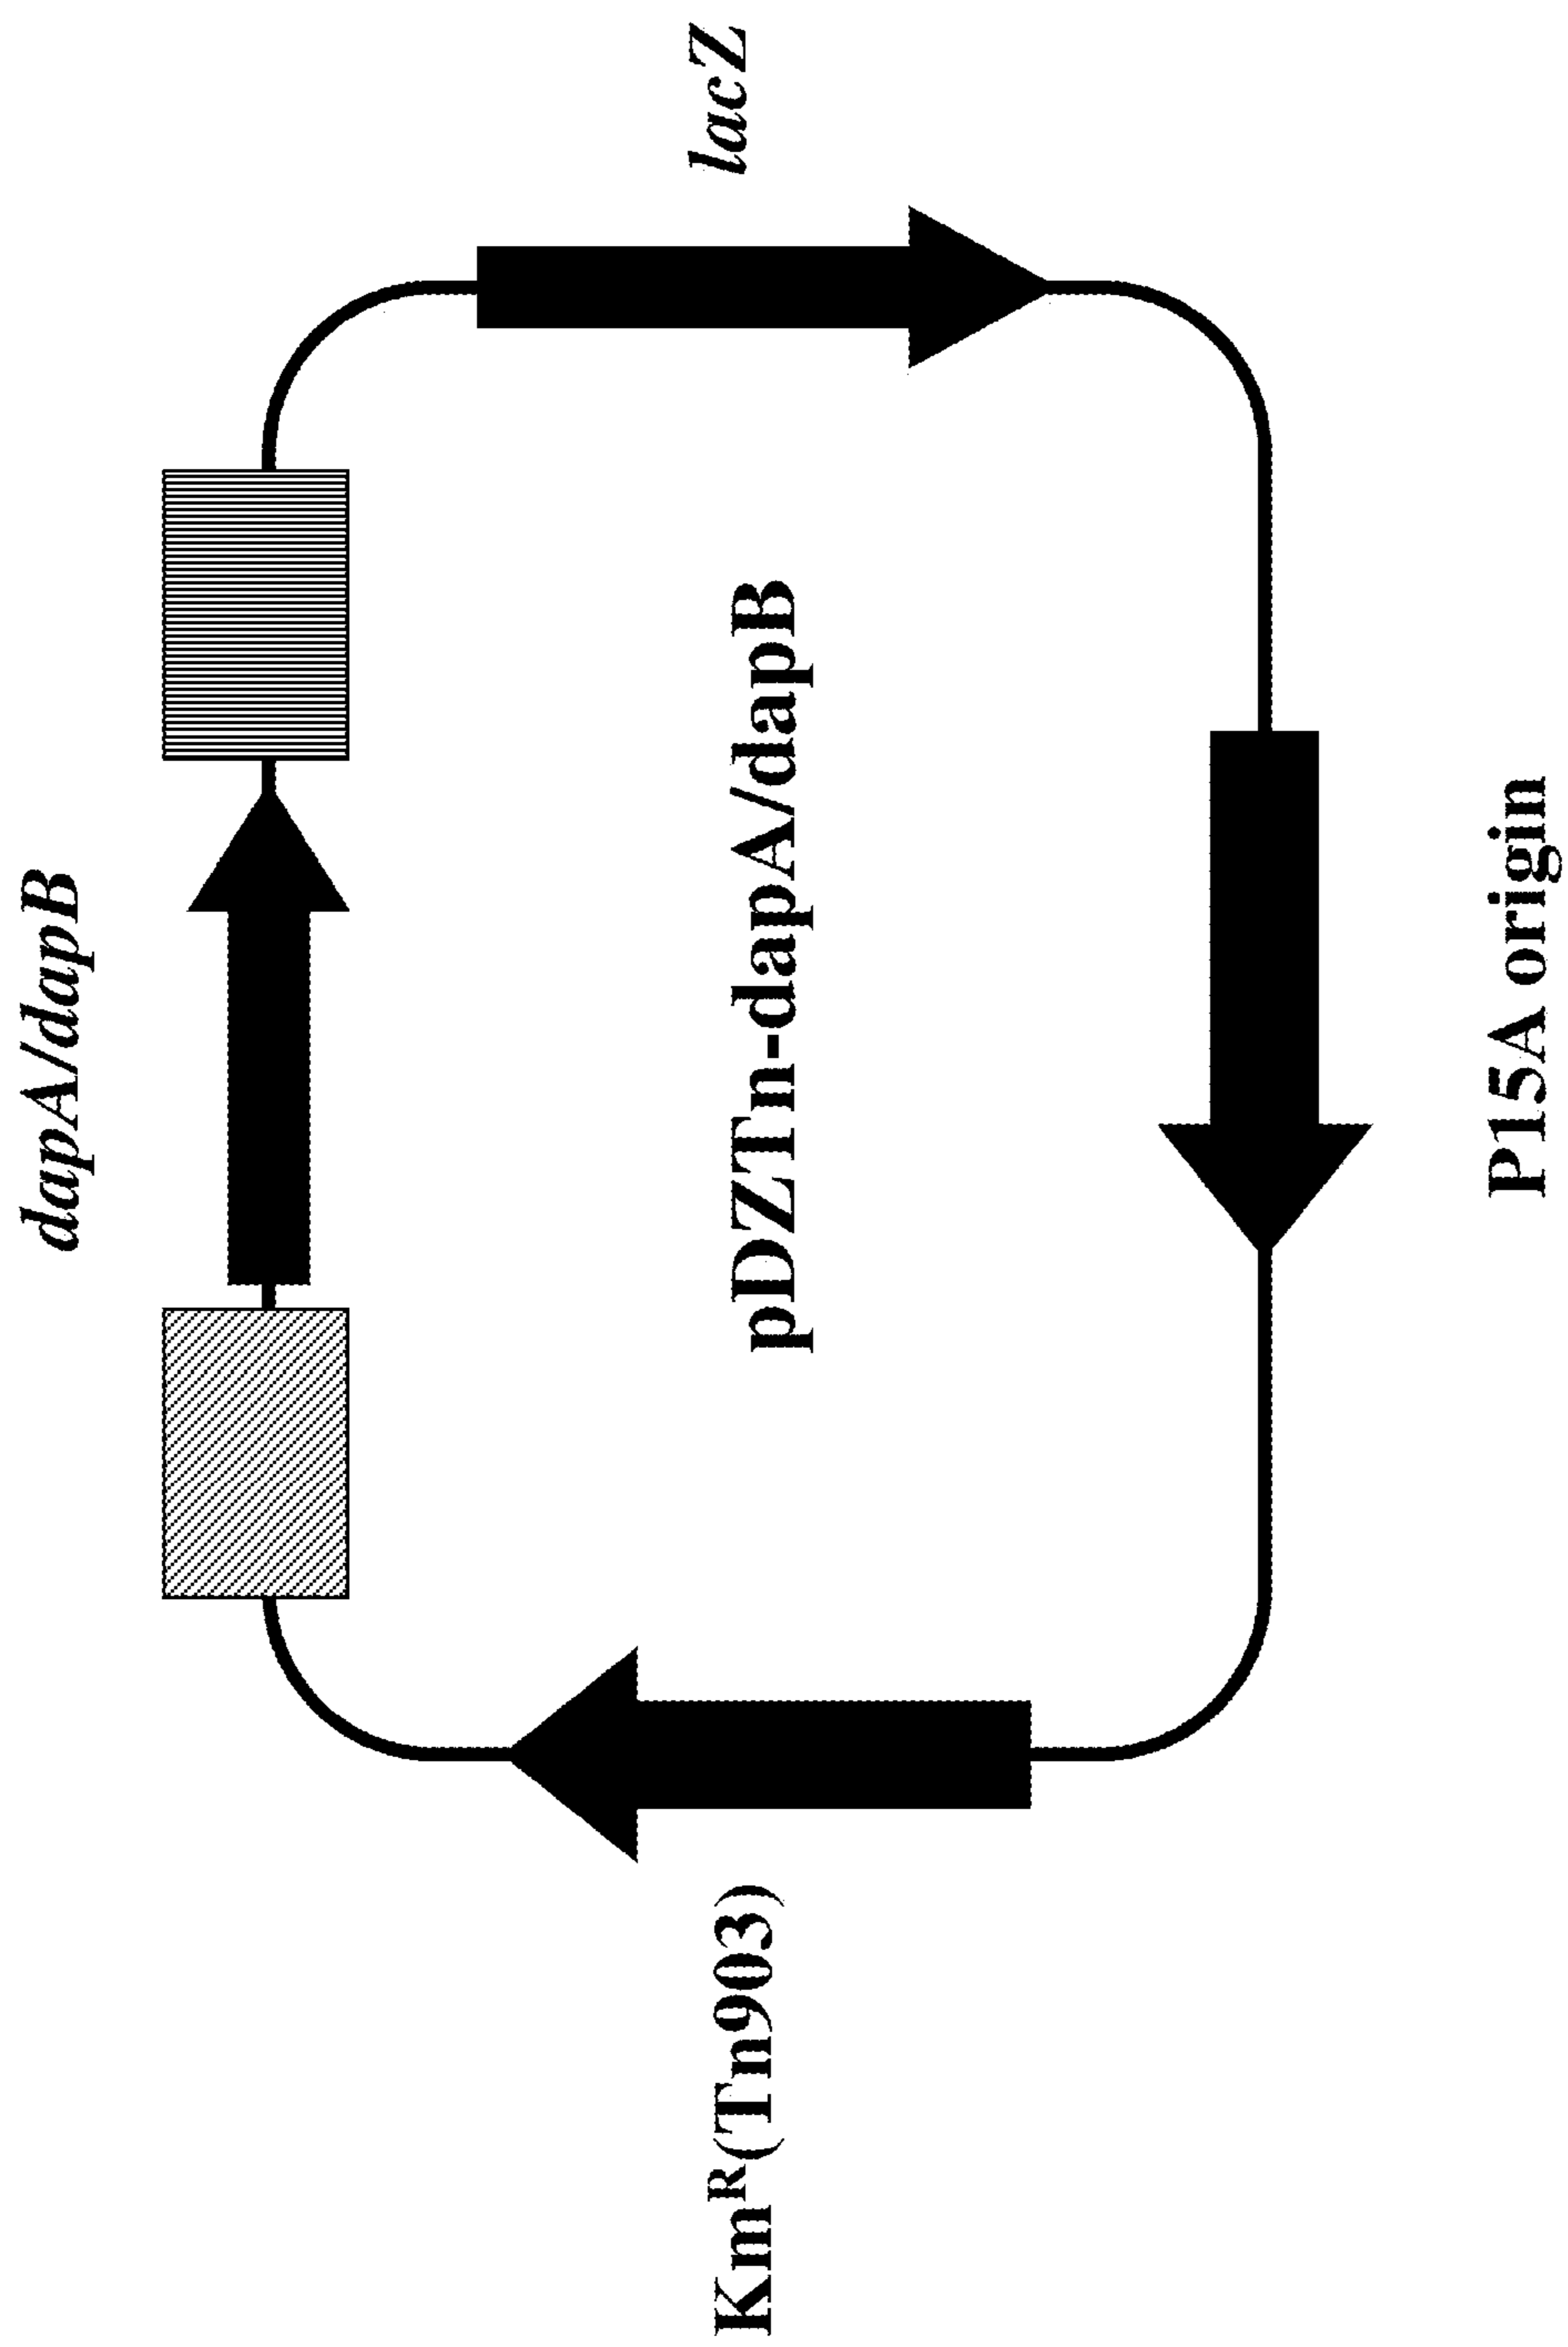 dapA/dapB
KmR(Tn903)
pDZTn-dapA/dapB
lacZ
P15A origin